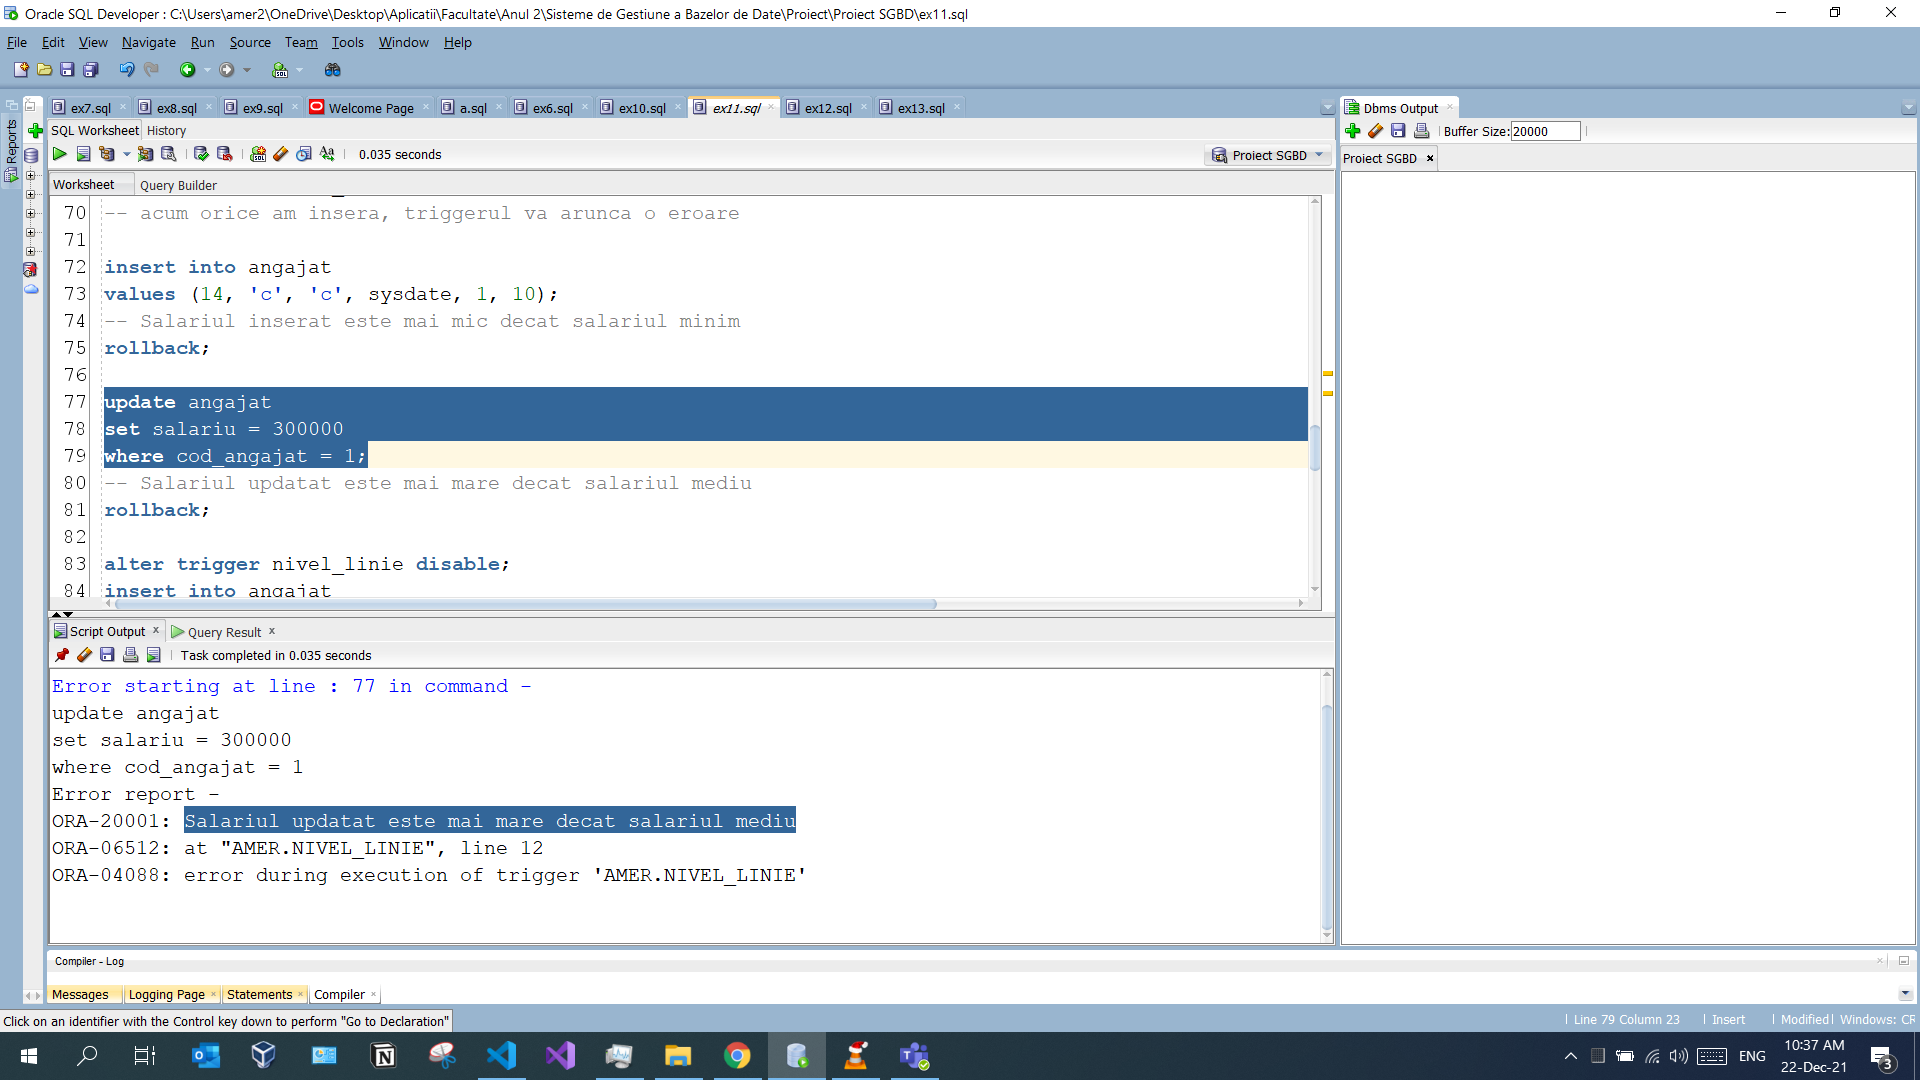 Oracle SQL Developer : C:\Users\amer2\OneDrive\Desktop\Aplicatii\Facultate\Anul 2\Sisteme de Gestiune a Bazelor de Date\Proiect\Proiect SGBD\ex11.sql
File Edit View Navigate Run Source Team Tools Window Help
ex7.sql ex8.sql ex9.sql Welcome Page a.sql ex6.sql ex10.sql ex11.sql ex12.sql ex13.sql
Reports
SQL Worksheet History
0.035 seconds Proiect SGBD
Worksheet Query Builder
70 -- acum orice am insera, triggerul va arunca o eroare
71
72 insert into angajat
73 values (14, 'c', 'c', sysdate, 1, 10);
74 -- Salariul inserat este mai mic decat salariul minim
75 rollback;
76
77 update angajat
78 set salariu = 300000
79 where cod_angajat = 1;
80 -- Salariul updatat este mai mare decat salariul mediu
81 rollback;
82
83 alter trigger nivel_linie disable;
84 insert into angajat
Script Output Query Result
Task completed in 0.035 seconds
Error starting at line : 77 in command -
update angajat
set salariu = 300000
where cod_angajat = 1
Error report -
ORA-20001: Salariul updatat este mai mare decat salariul mediu
ORA-06512: at "AMER.NIVEL_LINIE", line 12
ORA-04088: error during execution of trigger 'AMER.NIVEL_LINIE'
Dbms Output
Buffer Size: 20000
Proiect SGBD
Compiler - Log
Messages Logging Page Statements Compiler
Click on an identifier with the Control key down to perform "Go to Declaration"
Line 79 Column 23 Insert Modified Windows: CR
ENG 10:37 AM
22-Dec-21 3